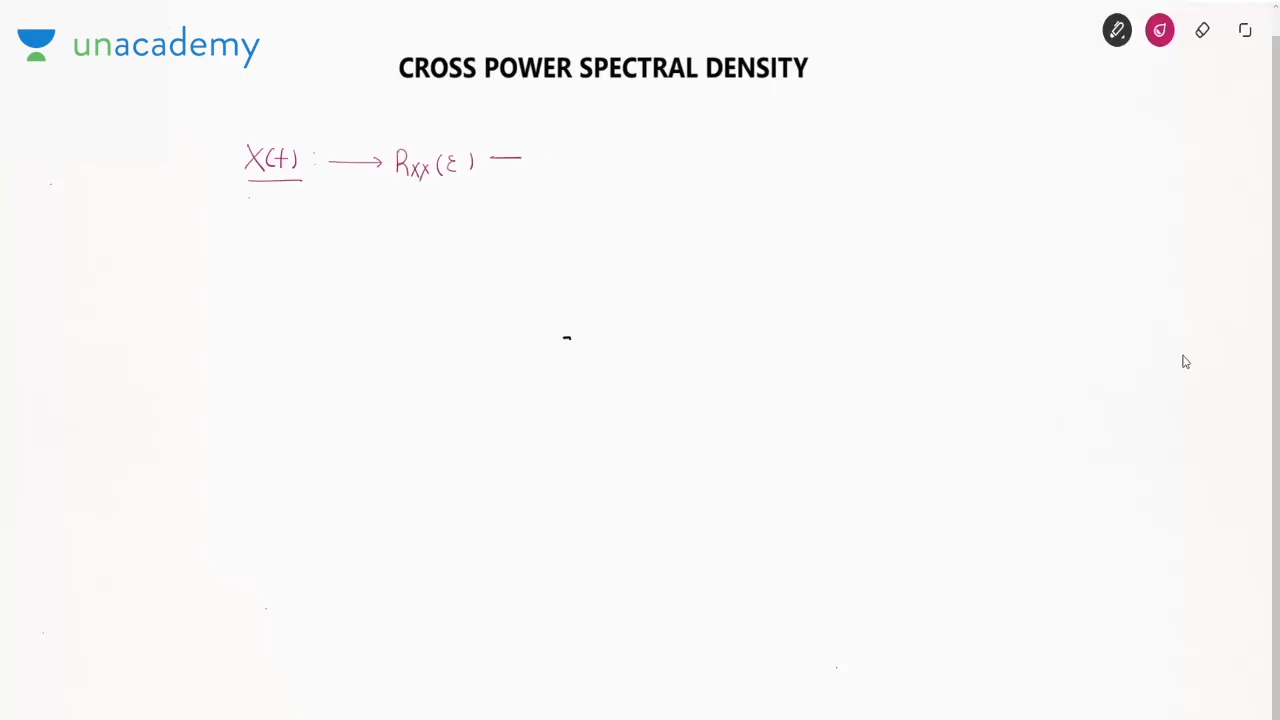 unacademy
CROSS POWER SPECTRAL DENSITY
X(t) : → Rxx(τ) —